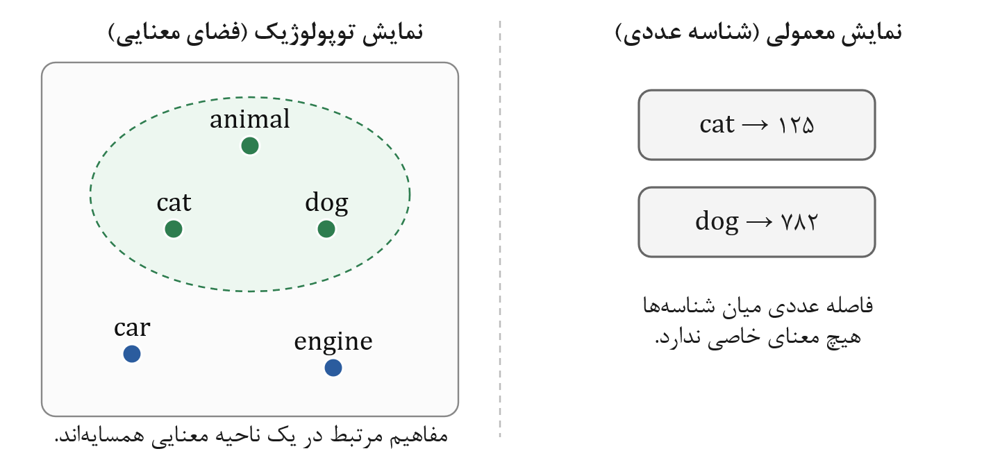 نمایش معمولی (شناسه عددی)
cat → ۱۲۵
dog → ۷۸۲
فاصله عددی میان شناسه‌ها
هیچ معنای خاصی ندارد.
نمایش توپولوژیک (فضای معنایی)
animal
cat
dog
car
engine
مفاهیم مرتبط در یک ناحیه معنایی همسایه‌اند.